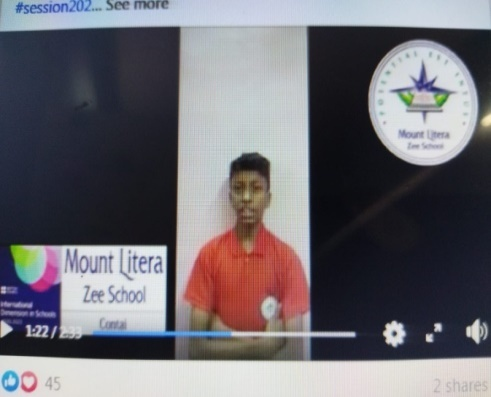 #session202... See more
POTENTIAL
Mount Litera
Zee School
International
Dimension in Schools
Mount Litera
Zee School
Contai
1:22 / 2:33
45
2 shares